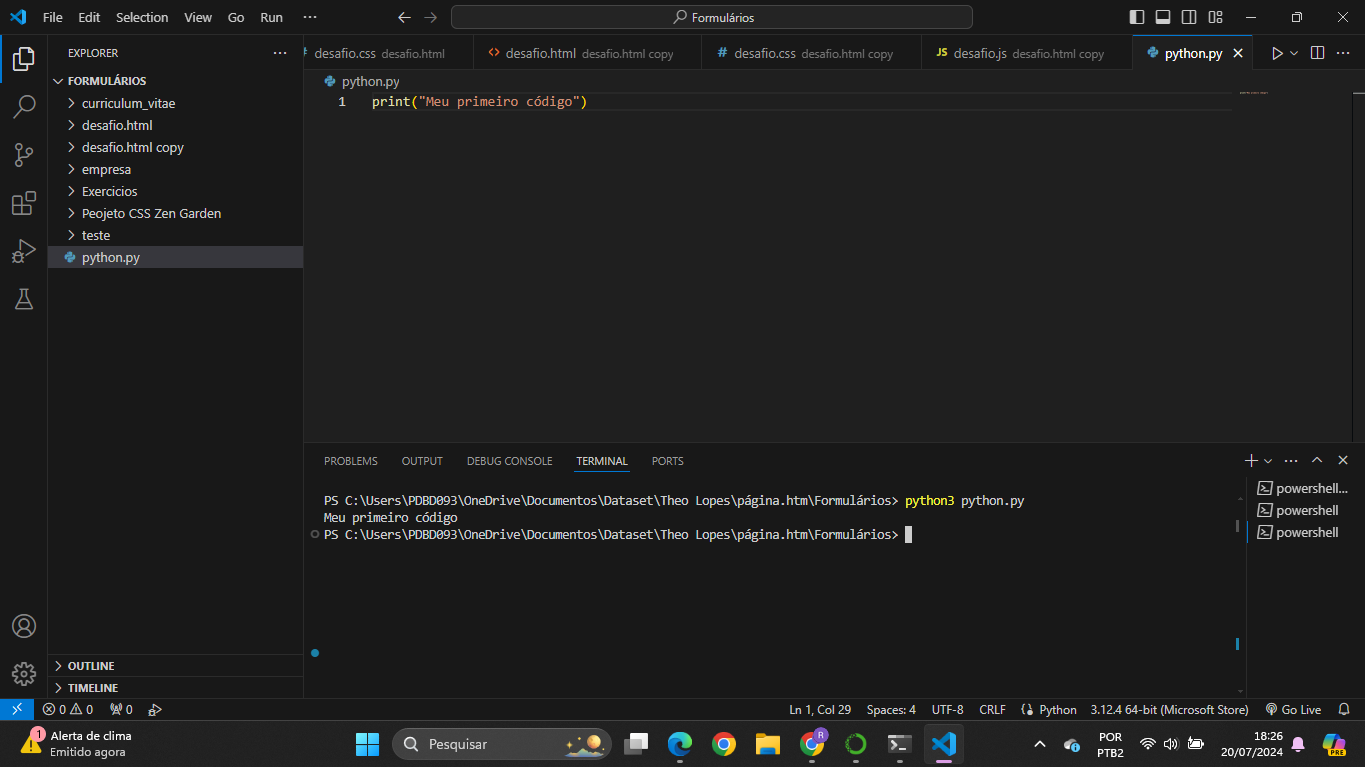 File Edit Selection View Go Run ··· Formulários
EXPLORER ···
desafio.css desafio.html
desafio.html desafio.html copy
# desafio.css desafio.html copy
JS desafio.js desafio.html copy
python.py
FORMULÁRIOS
curriculum_vitae
desafio.html
desafio.html copy
empresa
Exercicios
Peojeto CSS Zen Garden
teste
python.py
OUTLINE
TIMELINE
python.py
1 print("Meu primeiro código")
PROBLEMS OUTPUT DEBUG CONSOLE TERMINAL PORTS
PS C:\Users\PDBD093\OneDrive\Documentos\Dataset\Theo Lopes\página.htm\Formulários> python3 python.py
Meu primeiro código
PS C:\Users\PDBD093\OneDrive\Documentos\Dataset\Theo Lopes\página.htm\Formulários>
powershell...
powershell
powershell
0 0 0 Ln 1, Col 29 Spaces: 4 UTF-8 CRLF Python 3.12.4 64-bit (Microsoft Store) Go Live
1
Alerta de clima
Emitido agora
Pesquisar
R
POR
PTB2
18:26
20/07/2024
PRE